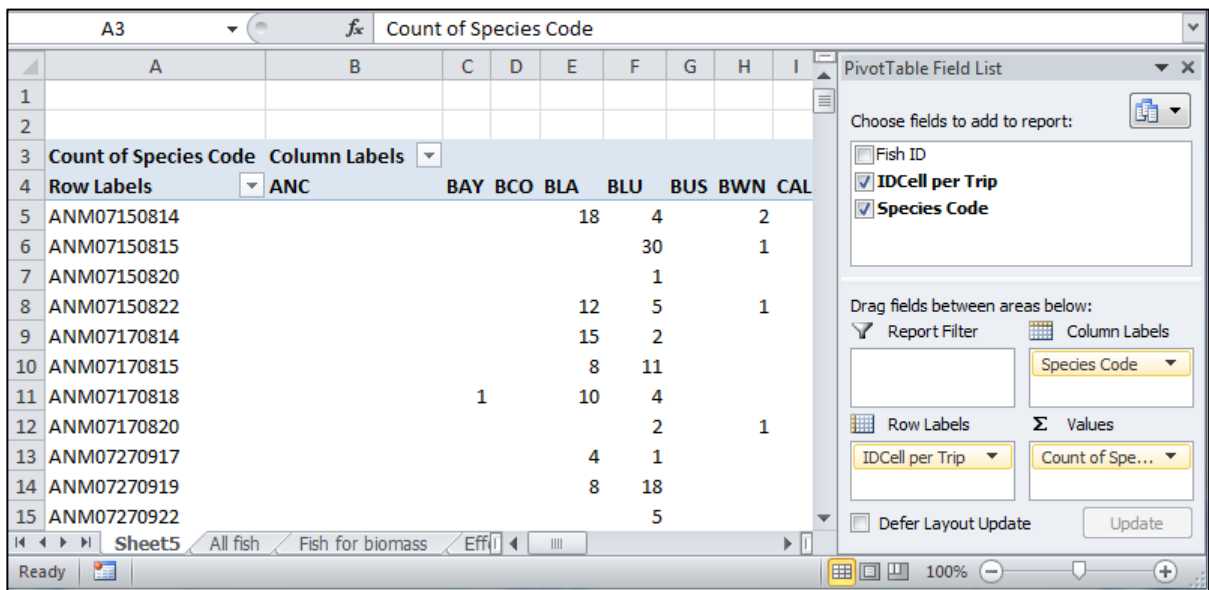 A3 fx Count of Species Code
A B C D E F G H I
1
2
3 Count of Species Code Column Labels
4 Row Labels ANC BAY BCO BLA BLU BUS BWN CAL
5 ANM07150814 18 4 2
6 ANM07150815 30 1
7 ANM07150820 1
8 ANM07150822 12 5 1
9 ANM07170814 15 2
10 ANM07170815 8 11
11 ANM07170818 1 10 4
12 ANM07170820 2 1
13 ANM07270917 4 1
14 ANM07270919 8 18
15 ANM07270922 5
Sheet5 All fish Fish for biomass Eff
Ready 100%
PivotTable Field List
Choose fields to add to report:
Fish ID
IDCell per Trip
Species Code
Drag fields between areas below:
Report Filter Column Labels
Species Code
Row Labels Σ Values
IDCell per Trip Count of Spe...
Defer Layout Update Update